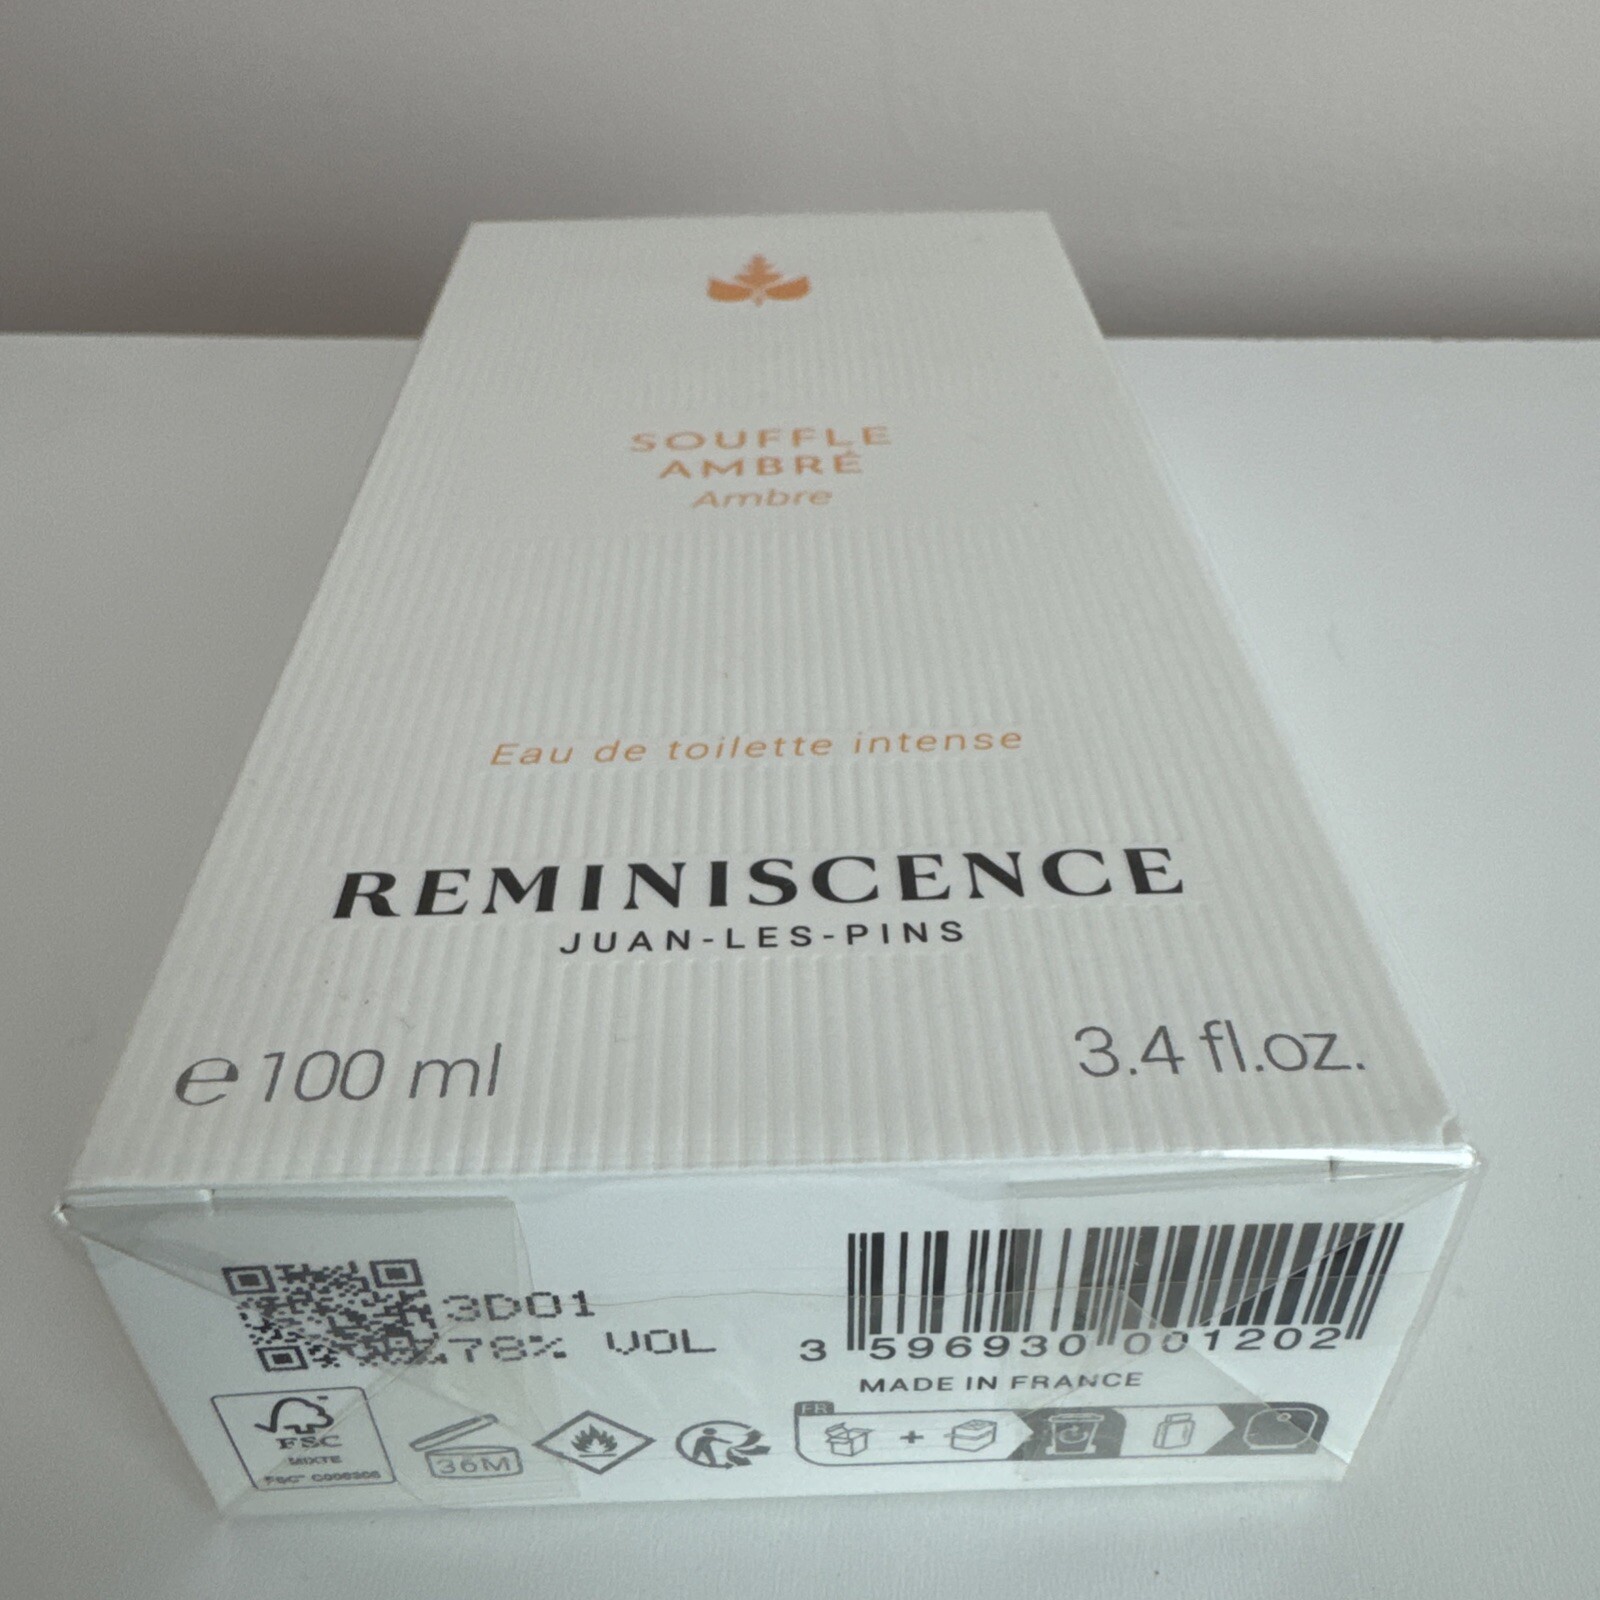 SOUFFLE
AMBRÉ
Ambre
Eau de toilette intense
REMINISCENCE
JUAN-LES-PINS
e 100 ml
3.4 fl.oz.
3D01
78% VOL
3 596930 001202
MADE IN FRANCE
FSC
MIXTE
36M
FR